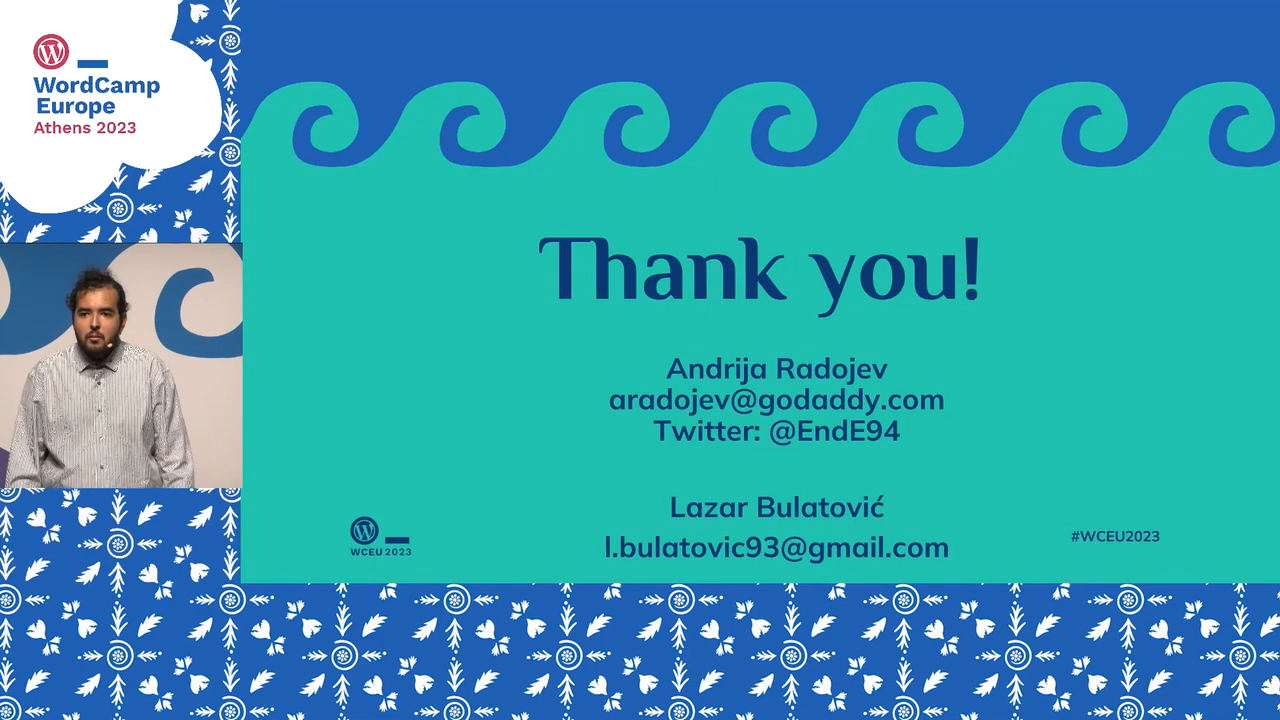 WordCamp
Europe
Athens 2023
Thank you!
Andrija Radojev
aradojev@godaddy.com
Twitter: @EndE94
Lazar Bulatović
l.bulatovic93@gmail.com
WCEU 2023
#WCEU2023